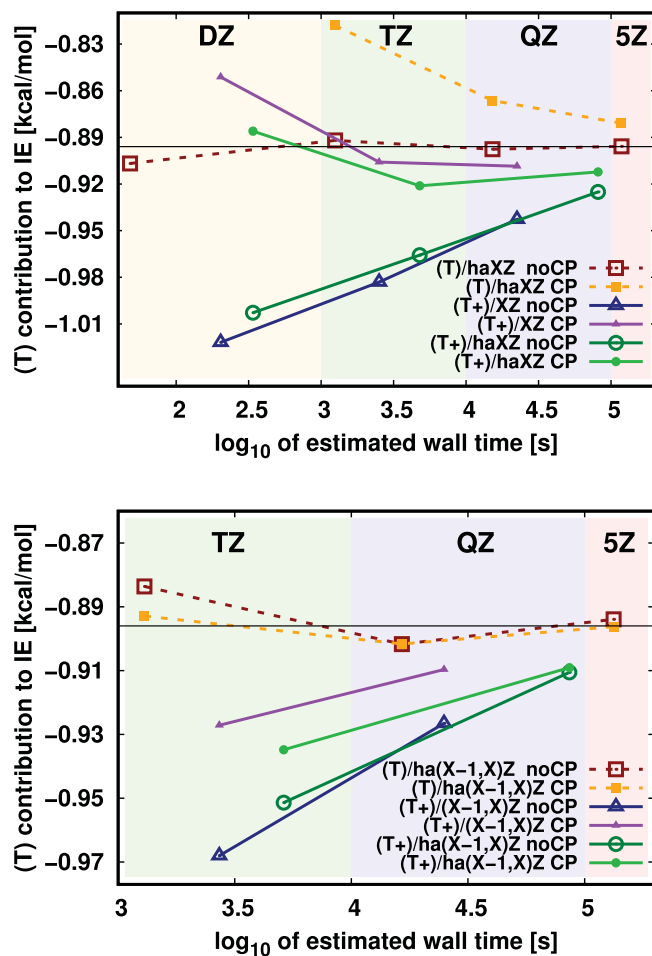 DZ TZ QZ 5Z
−0.83
−0.86
−0.89
−0.92
−0.95
−0.98
−1.01
(T) contribution to IE [kcal/mol]
(T)/haXZ noCP
(T)/haXZ CP
(T+)/XZ noCP
(T+)/XZ CP
(T+)/haXZ noCP
(T+)/haXZ CP
2 2.5 3 3.5 4 4.5 5
log10 of estimated wall time [s]
TZ QZ 5Z
−0.87
−0.89
−0.91
−0.93
−0.95
−0.97
(T) contribution to IE [kcal/mol]
(T)/ha(X−1,X)Z noCP
(T)/ha(X−1,X)Z CP
(T+)/(X−1,X)Z noCP
(T+)/(X−1,X)Z CP
(T+)/ha(X−1,X)Z noCP
(T+)/ha(X−1,X)Z CP
3 3.5 4 4.5 5
log10 of estimated wall time [s]